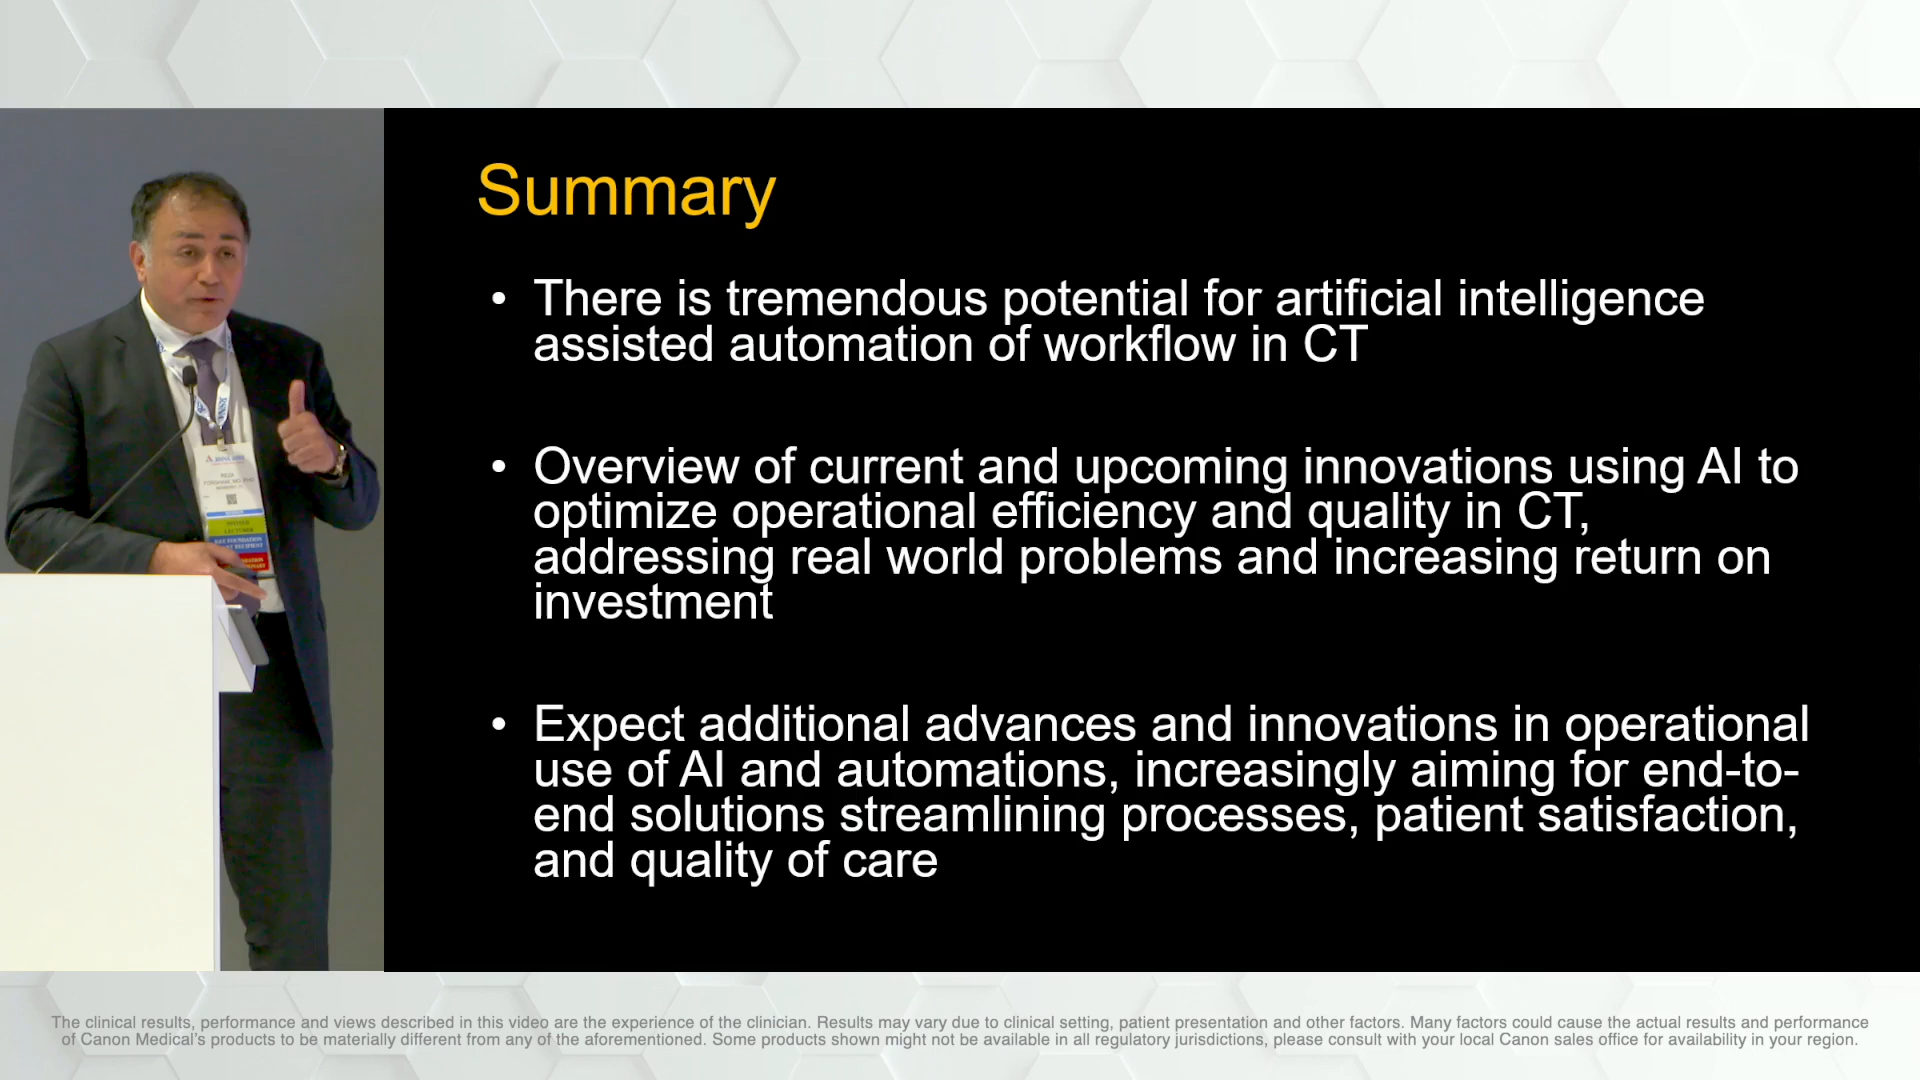 Summary
• There is tremendous potential for artificial intelligence
assisted automation of workflow in CT
• Overview of current and upcoming innovations using AI to
optimize operational efficiency and quality in CT,
addressing real world problems and increasing return on
investment
• Expect additional advances and innovations in operational
use of AI and automations, increasingly aiming for end-to-
end solutions streamlining processes, patient satisfaction,
and quality of care
REZA
LECTURER
The clinical results, performance and views described in this video are the experience of the clinician. Results may vary due to clinical setting, patient presentation and other factors. Many factors could cause the actual results and performance
of Canon Medical's products to be materially different from any of the aforementioned. Some products shown might not be available in all regulatory jurisdictions, please consult with your local Canon sales office for availability in your region.